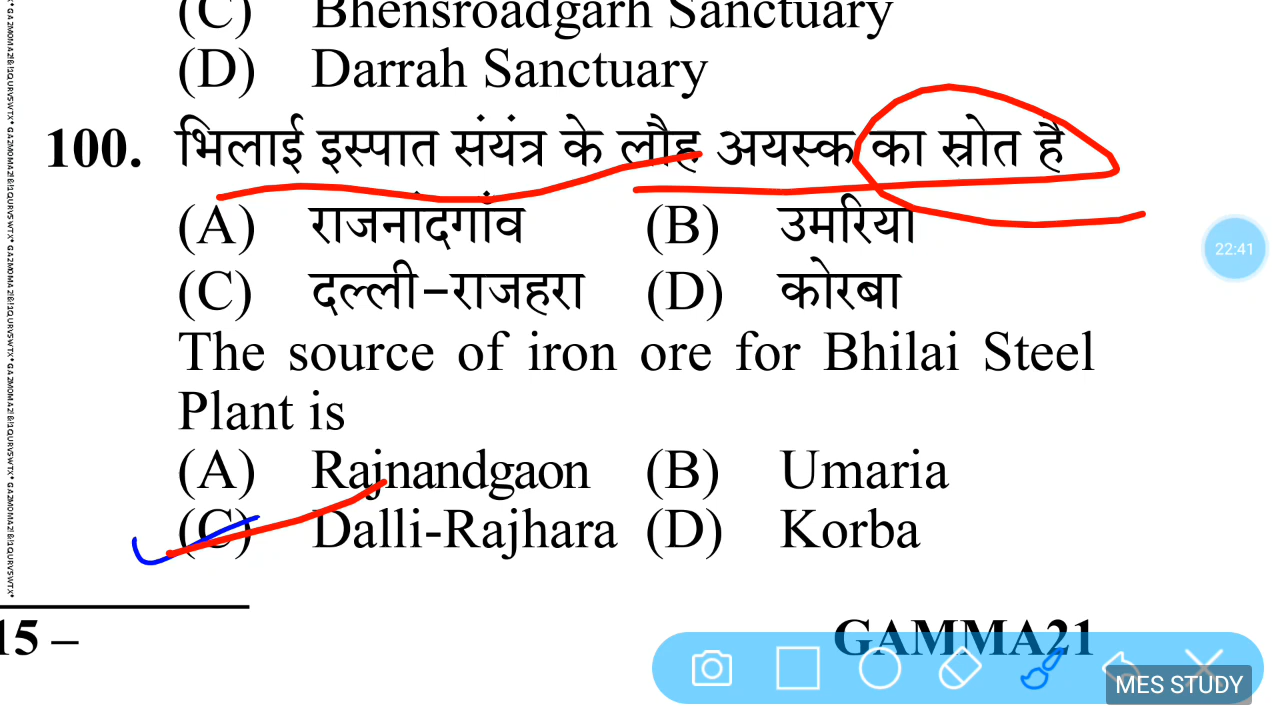 (C) Bhensroadgarh Sanctuary
(D) Darrah Sanctuary
100. भिलाई इस्पात संयंत्र के लौह अयस्क का स्रोत है
(A) राजनांदगांव (B) उमरिया
(C) दल्ली-राजहरा (D) कोरबा
The source of iron ore for Bhilai Steel
Plant is
(A) Rajnandgaon (B) Umaria
(C) Dalli-Rajhara (D) Korba
15 – GAMMA21
22:41
MES STUDY